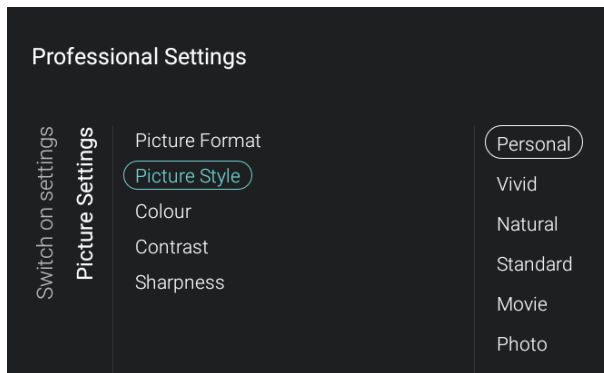 Professional Settings
Switch on settings
Picture Settings
Picture Format
Picture Style
Colour
Contrast
Sharpness
Personal
Vivid
Natural
Standard
Movie
Photo